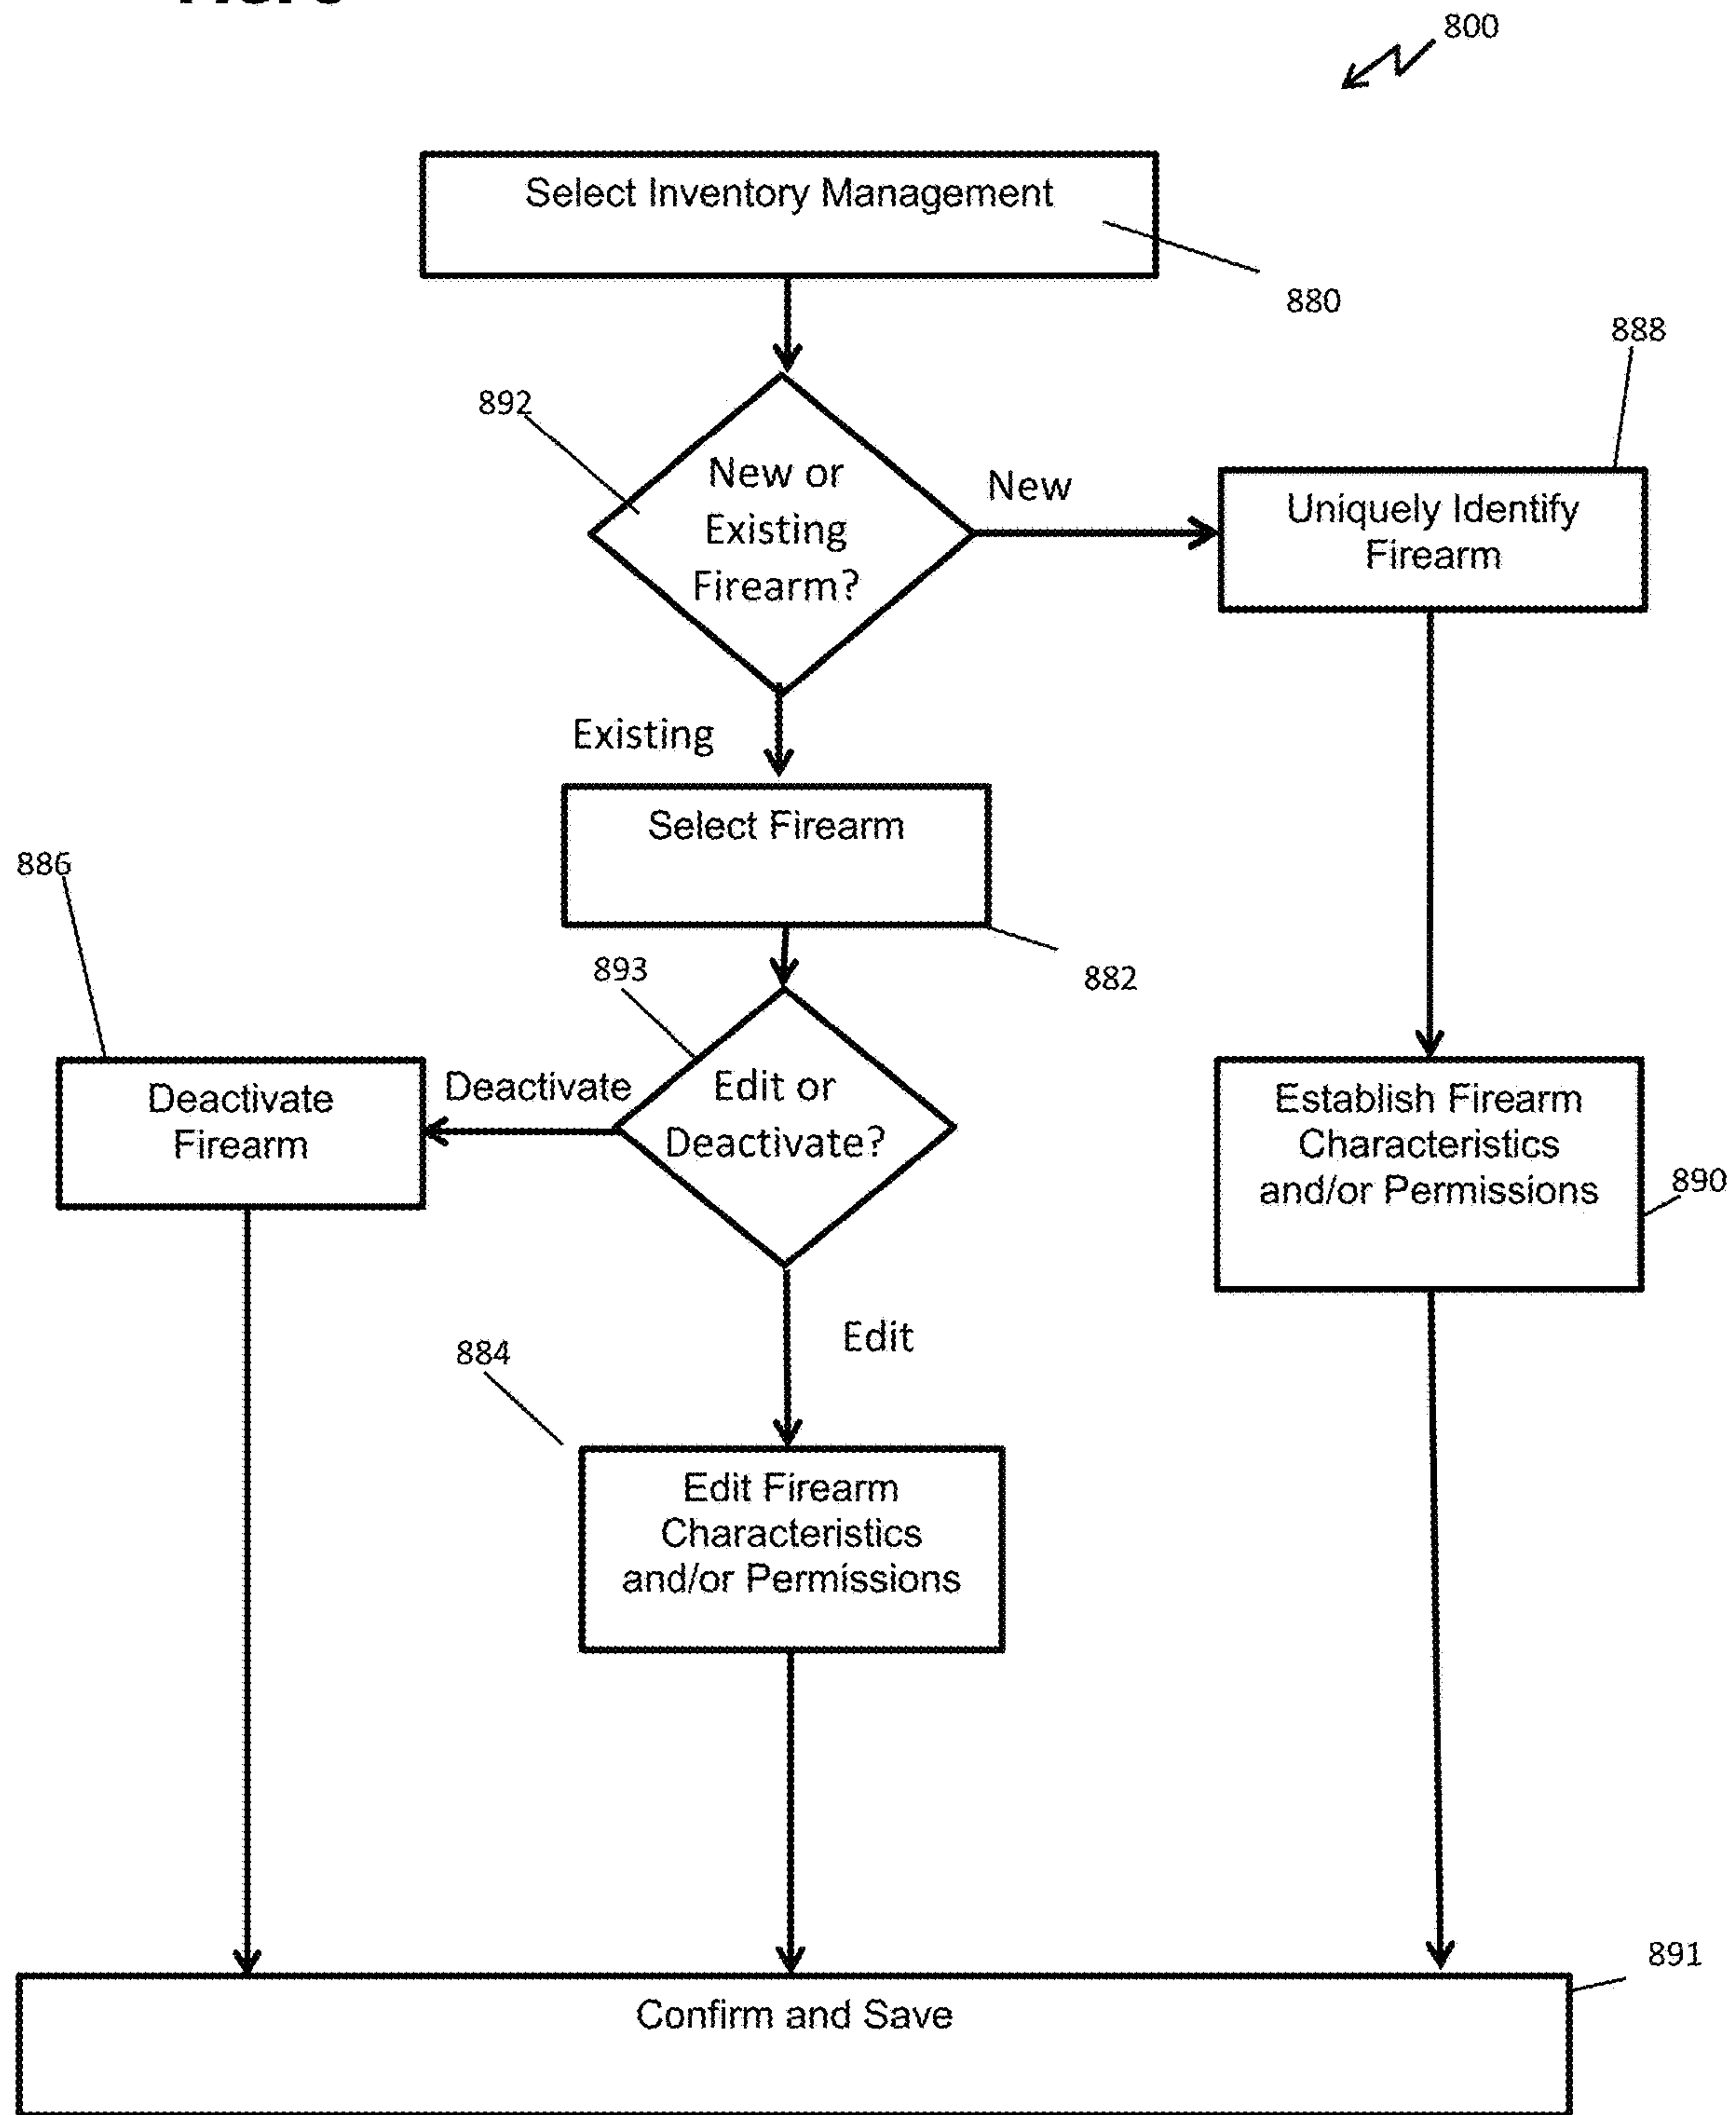 800
Select Inventory Management
880
888
892
New or
Existing
Firearm?
New
Uniquely Identify
Firearm
Existing
Select Firearm
886
893
882
Deactivate
Firearm
Deactivate
Edit or
Deactivate?
Establish Firearm
Characteristics
and/or Permissions
890
Edit
884
Edit Firearm
Characteristics
and/or Permissions
891
Confirm and Save